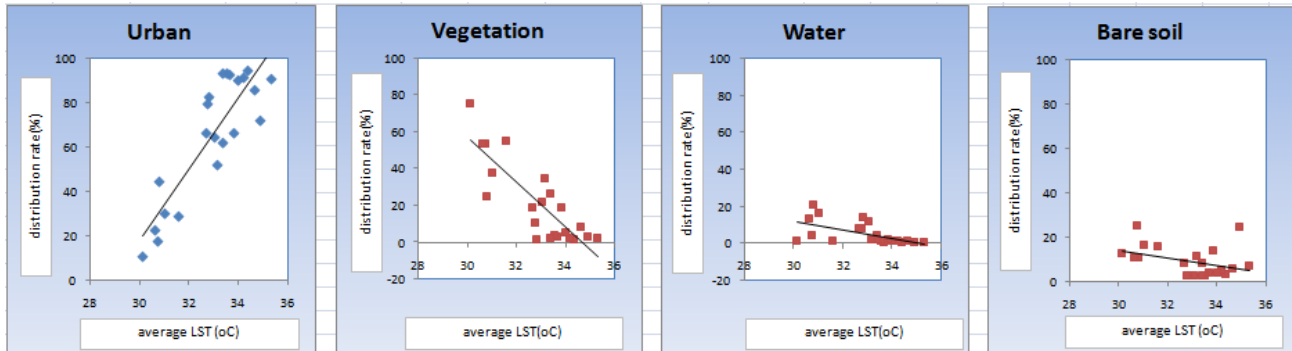 Urban
distribution rate(%)
100
80
60
40
20
0
28 30 32 34 36
average LST (oC)
Vegetation
distribution rate(%)
100
80
60
40
20
0
-20
28 30 32 34 36
average LST(oC)
Water
distribution rate(%)
100
80
60
40
20
0
-20
28 30 32 34 36
average LST(oC)
Bare soil
distribution rate(%)
100
80
60
40
20
0
28 30 32 34 36
average LST (oC)